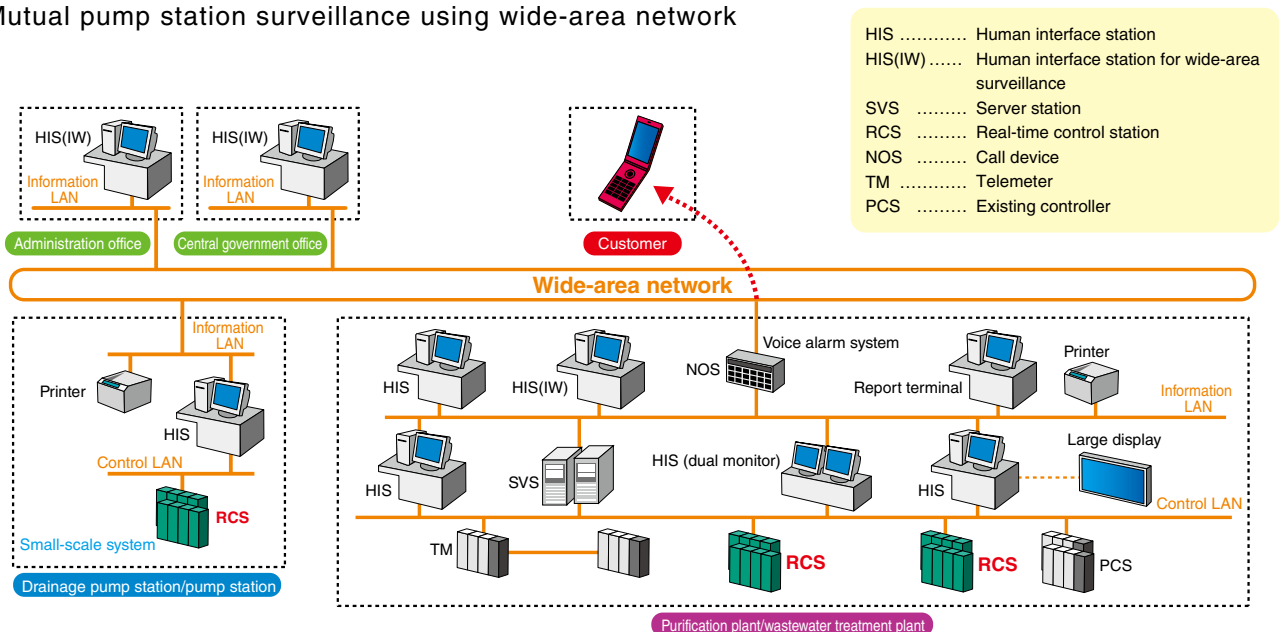 Mutual pump station surveillance using wide-area network
HIS ............ Human interface station
HIS(IW) ...... Human interface station for wide-area
surveillance
SVS ......... Server station
RCS ......... Real-time control station
NOS ......... Call device
TM ............ Telemeter
PCS ......... Existing controller
HIS(IW)
Information
LAN
Administration office
HIS(IW)
Information
LAN
Central government office
Customer
Wide-area network
Information
LAN
Printer
HIS
Control LAN
RCS
Small-scale system
Drainage pump station/pump station
HIS
HIS(IW)
NOS
Voice alarm system
Report terminal
Printer
Information
LAN
HIS
SVS
HIS (dual monitor)
HIS
Large display
Control LAN
TM
RCS
RCS
PCS
Purification plant/wastewater treatment plant